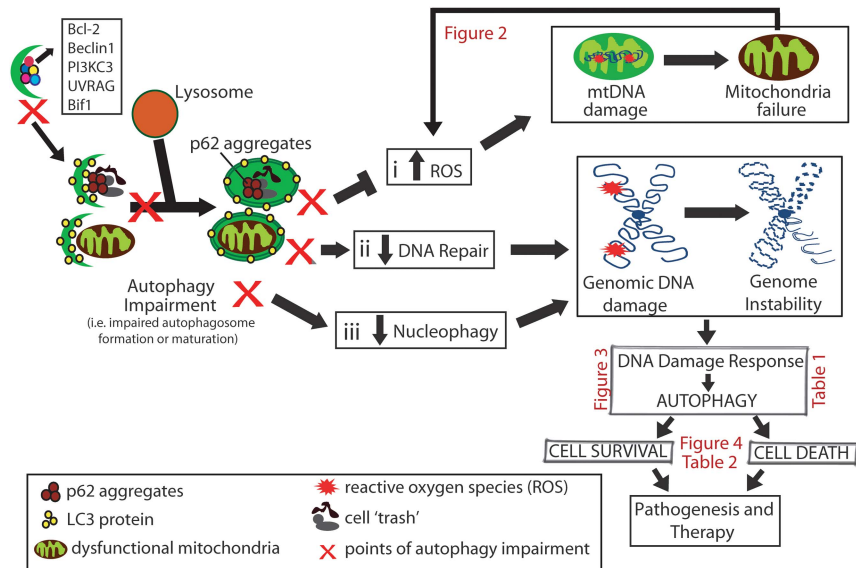 Bcl-2
Beclin1
PI3KC3
UVRAG
Bif1
Lysosome
p62 aggregates
Figure 2
mtDNA
damage
Mitochondria
failure
i ROS
ii DNA Repair
iii Nucleophagy
Autophagy
Impairment
(i.e. impaired autophagosome
formation or maturation)
Genomic DNA
damage
Genome
Instability
Figure 3
DNA Damage Response
AUTOPHAGY
Table 1
CELL SURVIVAL
Figure 4
Table 2
CELL DEATH
Pathogenesis and
Therapy
p62 aggregates
LC3 protein
dysfunctional mitochondria
reactive oxygen species (ROS)
cell 'trash'
points of autophagy impairment